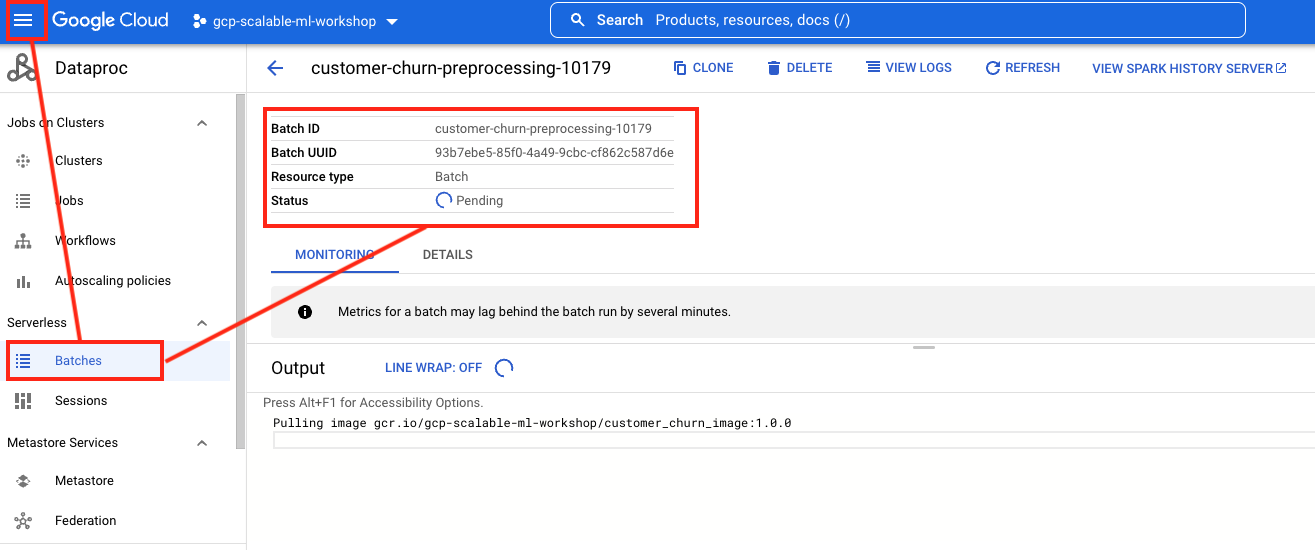 Google Cloud
gcp-scalable-ml-workshop
Search Products, resources, docs (/)
Dataproc
customer-churn-preprocessing-10179
CLONE
DELETE
VIEW LOGS
REFRESH
VIEW SPARK HISTORY SERVER
Jobs on Clusters
Clusters
Jobs
Workflows
Autoscaling policies
Serverless
Batches
Sessions
Metastore Services
Metastore
Federation
Batch ID customer-churn-preprocessing-10179
Batch UUID 93b7ebe5-85f0-4a49-9cbc-cf862c587d6e
Resource type Batch
Status Pending
MONITORING
DETAILS
Metrics for a batch may lag behind the batch run by several minutes.
Output
LINE WRAP: OFF
Press Alt+F1 for Accessibility Options.
Pulling image gcr.io/gcp-scalable-ml-workshop/customer_churn_image:1.0.0